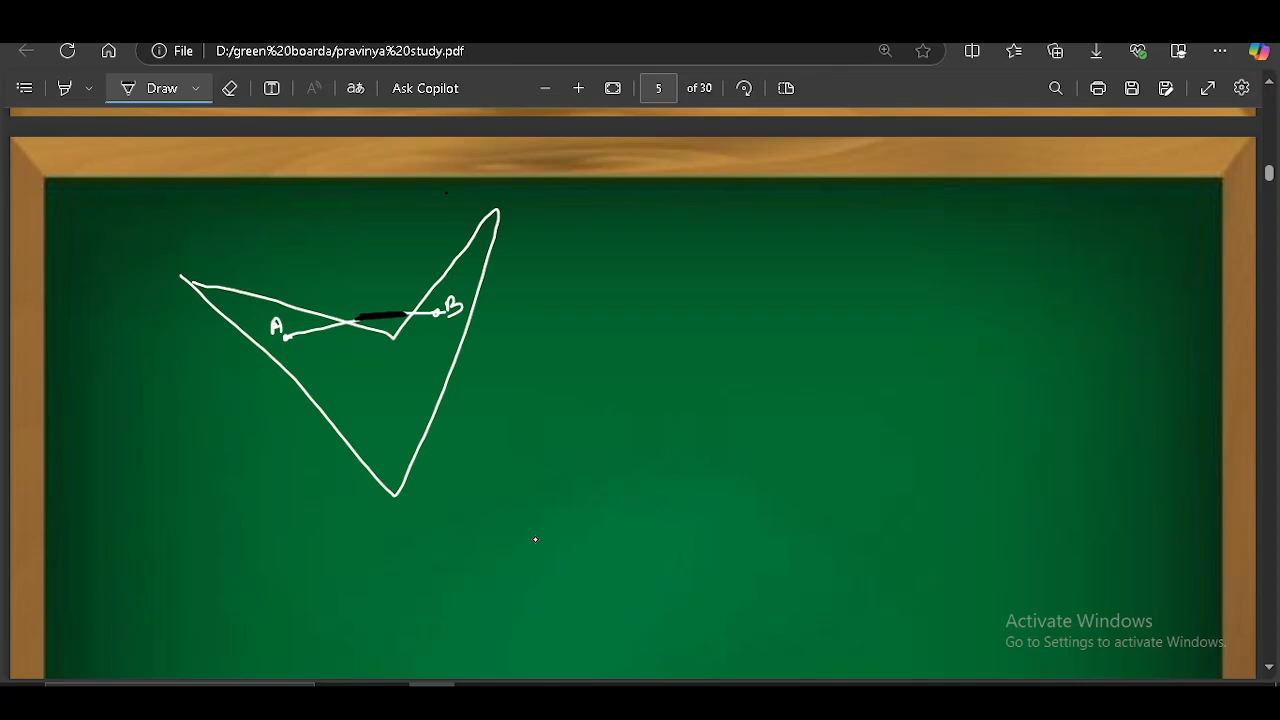 File D:/green%20boarda/pravinya%20study.pdf
Draw Ask Copilot 5 of 30
A
B
Activate Windows
Go to Settings to activate Windows.